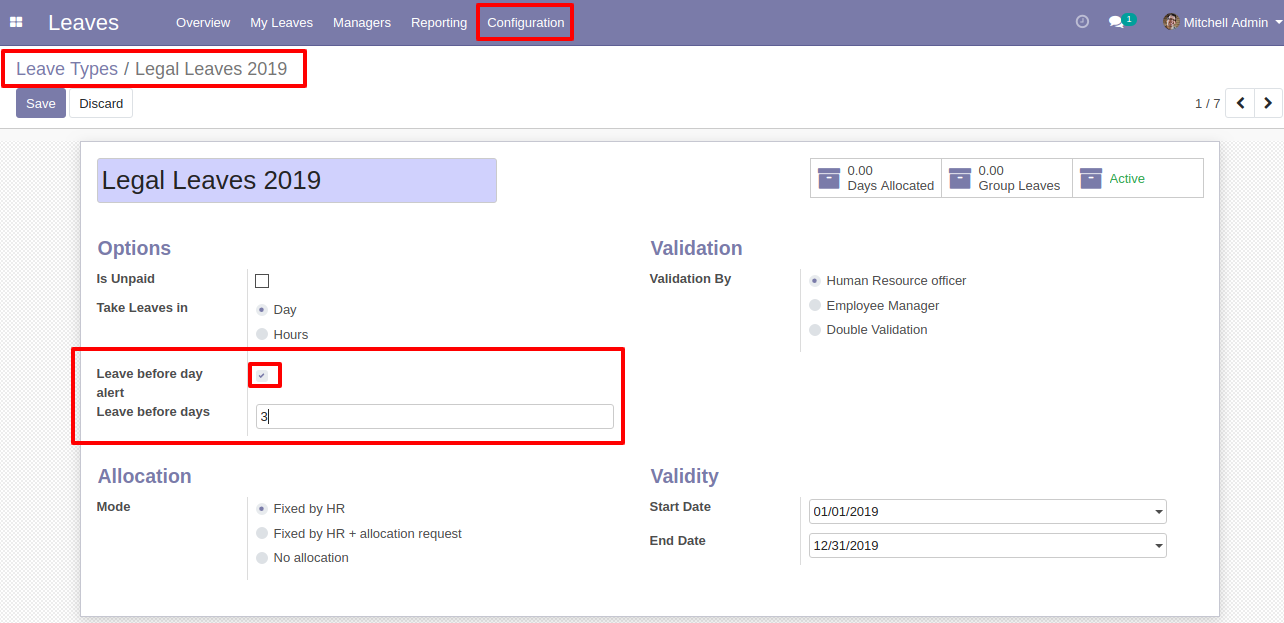 Leaves Overview My Leaves Managers Reporting Configuration 1 Mitchell Admin
Leave Types / Legal Leaves 2019
Save Discard 1 / 7
Legal Leaves 2019
0.00
Days Allocated
0.00
Group Leaves
Active
Options
Is Unpaid
Take Leaves in
Day
Hours
Leave before day
alert
Leave before days
3
Validation
Validation By
Human Resource officer
Employee Manager
Double Validation
Allocation
Mode
Fixed by HR
Fixed by HR + allocation request
No allocation
Validity
Start Date
01/01/2019
End Date
12/31/2019